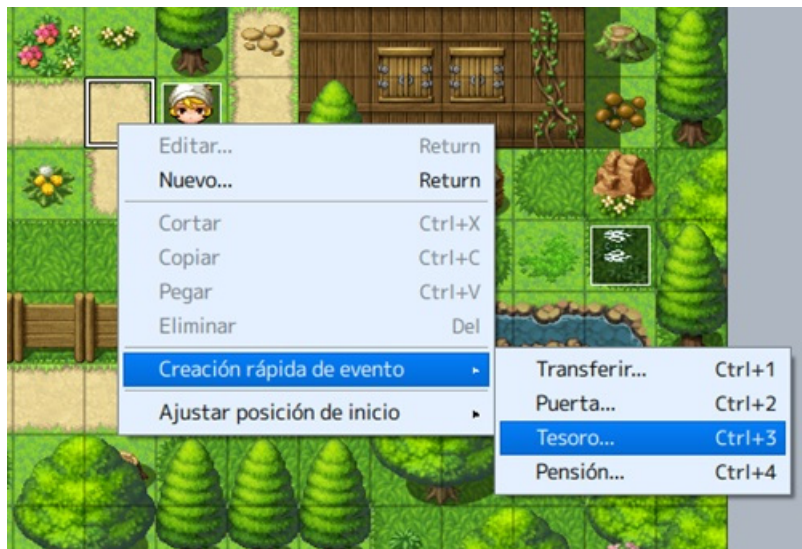 Editar... Return
Nuevo... Return
Cortar Ctrl+X
Copiar Ctrl+C
Pegar Ctrl+V
Eliminar Del
Creación rápida de evento
Ajustar posición de inicio
Transferir... Ctrl+1
Puerta... Ctrl+2
Tesoro... Ctrl+3
Pensión... Ctrl+4